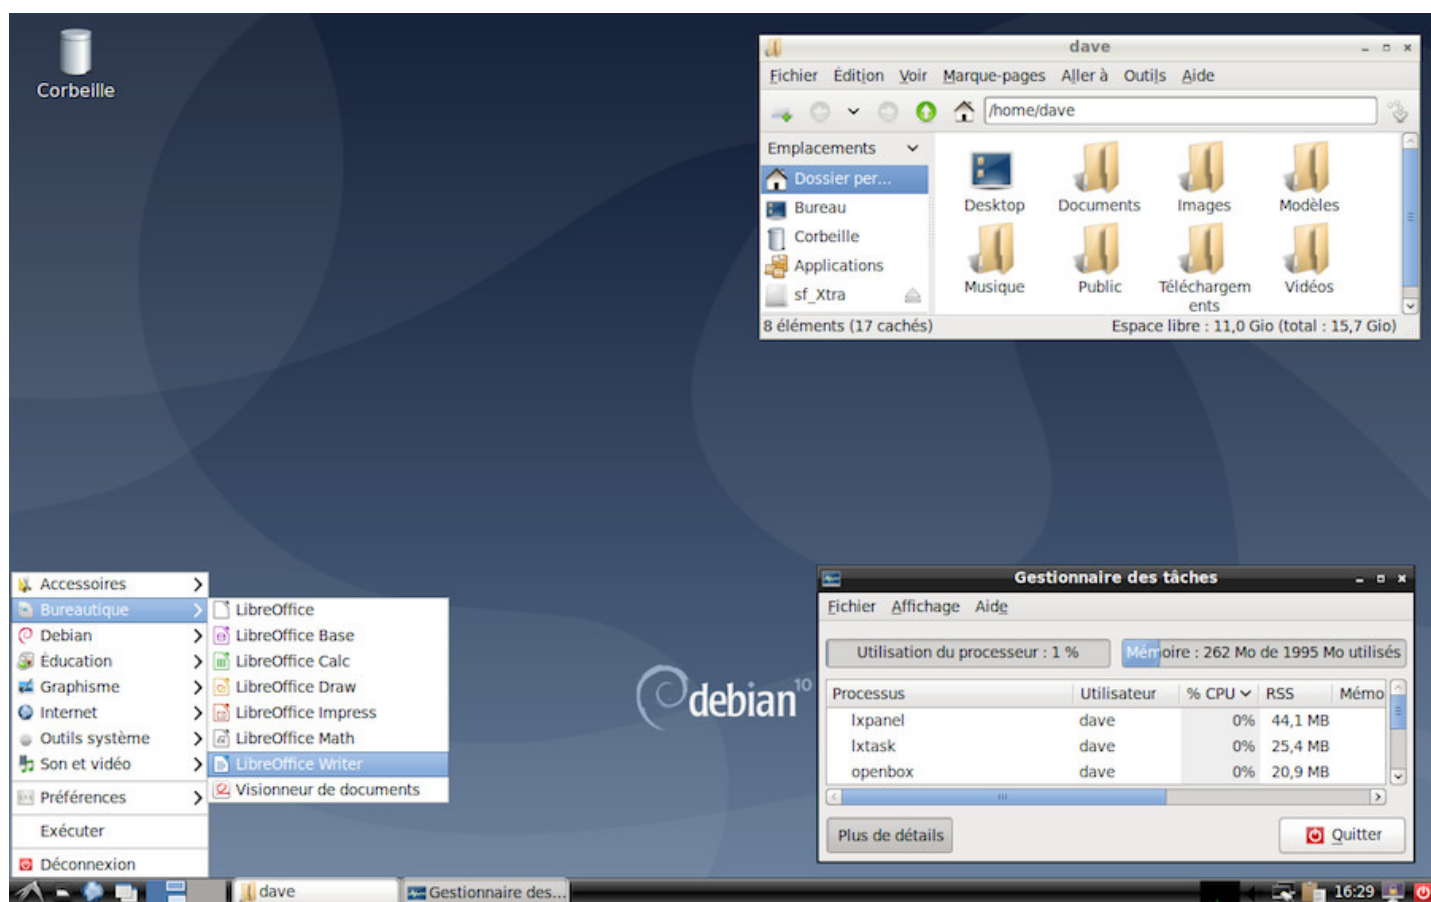 Corbeille
dave
Fichier Édition Voir Marque-pages Aller à Outils Aide
/home/dave
Emplacements
Dossier per...
Bureau
Corbeille
Applications
sf_Xtra
Desktop Documents Images Modèles
Musique Public Téléchargem
ents
Vidéos
8 éléments (17 cachés) Espace libre : 11,0 Gio (total : 15,7 Gio)
debian 10
Accessoires
Bureautique
Debian
Éducation
Graphisme
Internet
Outils système
Son et vidéo
Préférences
Exécuter
Déconnexion
LibreOffice
LibreOffice Base
LibreOffice Calc
LibreOffice Draw
LibreOffice Impress
LibreOffice Math
LibreOffice Writer
Visionneur de documents
Gestionnaire des tâches
Fichier Affichage Aide
Utilisation du processeur : 1 % Mémoire : 262 Mo de 1995 Mo utilisés
Processus Utilisateur % CPU RSS Mémo
lxpanel dave 0% 44,1 MB
lxtask dave 0% 25,4 MB
openbox dave 0% 20,9 MB
Plus de détails Quitter
dave Gestionnaire des... 16:29